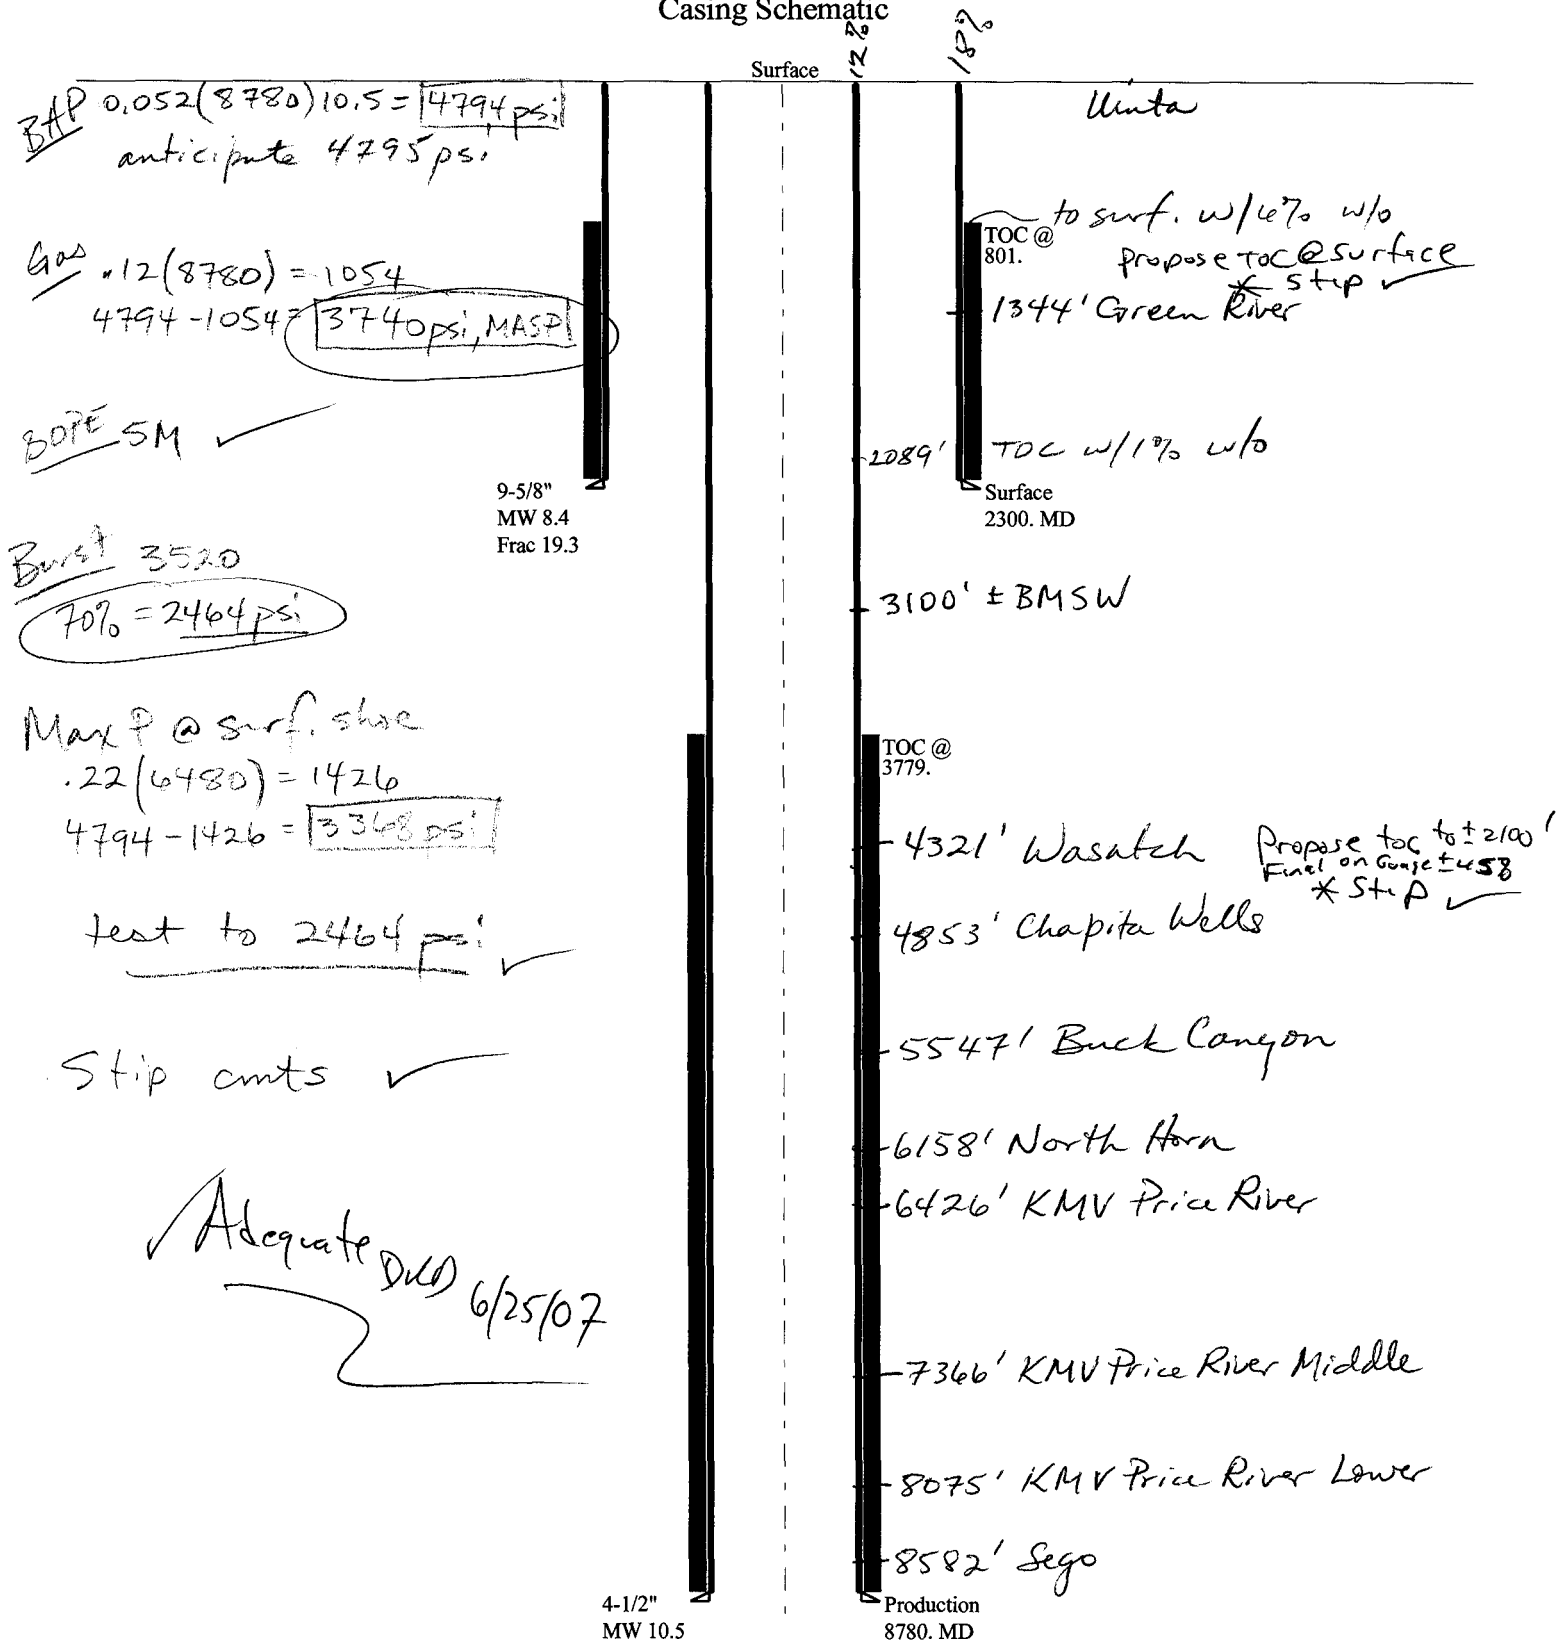 Casing Schematic
12%
18%
Surface
BAP 0.052(8780)10.5 = 4794 psi
anticipate 4795 psi
Gas .12(8780) = 1054
4794-1054 = 3740 psi, MASP
BOPE 5M ✓
9-5/8"
MW 8.4
Frac 19.3
Burst 3520
70% = 2464 psi
Max P @ surf. shoe
.22(6480) = 1426
4794-1426 = 3368 psi
test to 2464 psi ✓
Stip cmts ✓
✓ Adequate DKD 6/25/07
4-1/2"
MW 10.5
Uinta
to surf. w/6% w/o
TOC @
801.
propose TOC @ surface
* Stip ✓
1344' Green River
2089' TOC w/1% w/o
Surface
2300. MD
3100' ± BMSW
TOC @
3779.
4321' Wasatch
Propose toc to ±2100'
Final on Guage ±
* Stip ✓
4853' Chapita Wells
5547' Buck Canyon
6158' North Horn
6426' KMV Price River
7366' KMV Price River Middle
8075' KMV Price River Lower
8582' Sego
Production
8780. MD